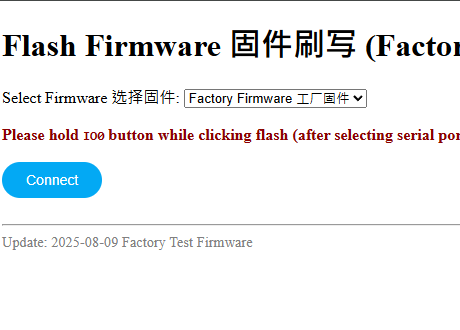 Flash Firmware 固件刷写 (Factor
Select Firmware 选择固件: Factory Firmware 工厂固件
Please hold IO0 button while clicking flash (after selecting serial por
Connect
Update: 2025-08-09 Factory Test Firmware